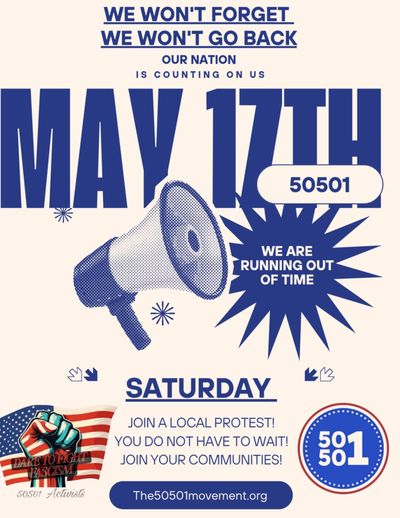 WE WON'T FORGET
WE WON'T GO BACK
OUR NATION
IS COUNTING ON US
MAY 17TH
50501
WE ARE
RUNNING OUT
OF TIME
SATURDAY
JOIN A LOCAL PROTEST!
YOU DO NOT HAVE TO WAIT!
JOIN YOUR COMMUNITIES!
DARE TO FIGHT
FASCISM
50501 Activists
50
501
The50501movement.org